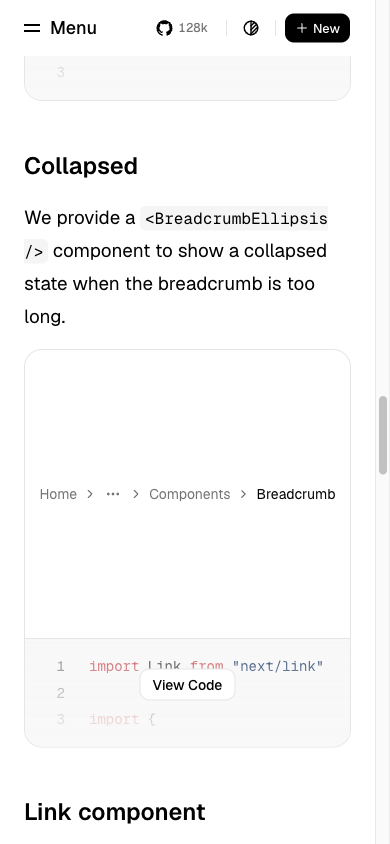 Menu 128k + New
3
Collapsed
We provide a <BreadcrumbEllipsis
/> component to show a collapsed
state when the breadcrumb is too
long.
Home > ··· > Components > Breadcrumb
1 import Link from "next/link"
View Code
2
3 import {
Link component